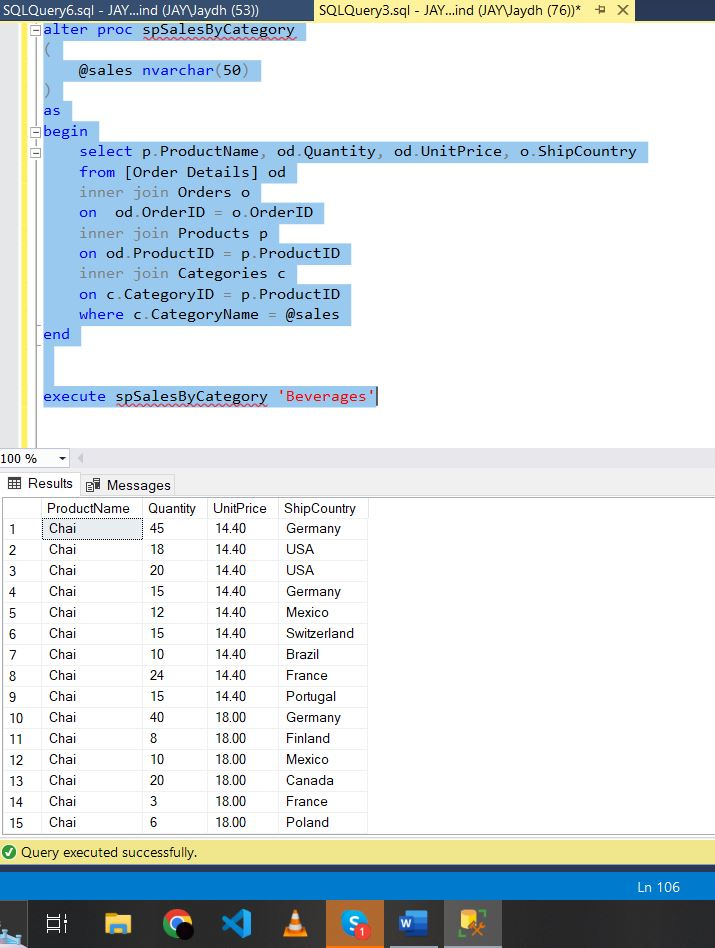 SQLQuery6.sql - JAY...ind (JAY\Jaydh (53)) SQLQuery3.sql - JAY...ind (JAY\Jaydh (76))*
alter proc spSalesByCategory
(
@sales nvarchar(50)
)
as
begin
select p.ProductName, od.Quantity, od.UnitPrice, o.ShipCountry
from [Order Details] od
inner join Orders o
on od.OrderID = o.OrderID
inner join Products p
on od.ProductID = p.ProductID
inner join Categories c
on c.CategoryID = p.ProductID
where c.CategoryName = @sales
end
execute spSalesByCategory 'Beverages'
100 %
Results Messages
ProductName Quantity UnitPrice ShipCountry
1 Chai 45 14.40 Germany
2 Chai 18 14.40 USA
3 Chai 20 14.40 USA
4 Chai 15 14.40 Germany
5 Chai 12 14.40 Mexico
6 Chai 15 14.40 Switzerland
7 Chai 10 14.40 Brazil
8 Chai 24 14.40 France
9 Chai 15 14.40 Portugal
10 Chai 40 18.00 Germany
11 Chai 8 18.00 Finland
12 Chai 10 18.00 Mexico
13 Chai 20 18.00 Canada
14 Chai 3 18.00 France
15 Chai 6 18.00 Poland
Query executed successfully.
Ln 106
S 1 W